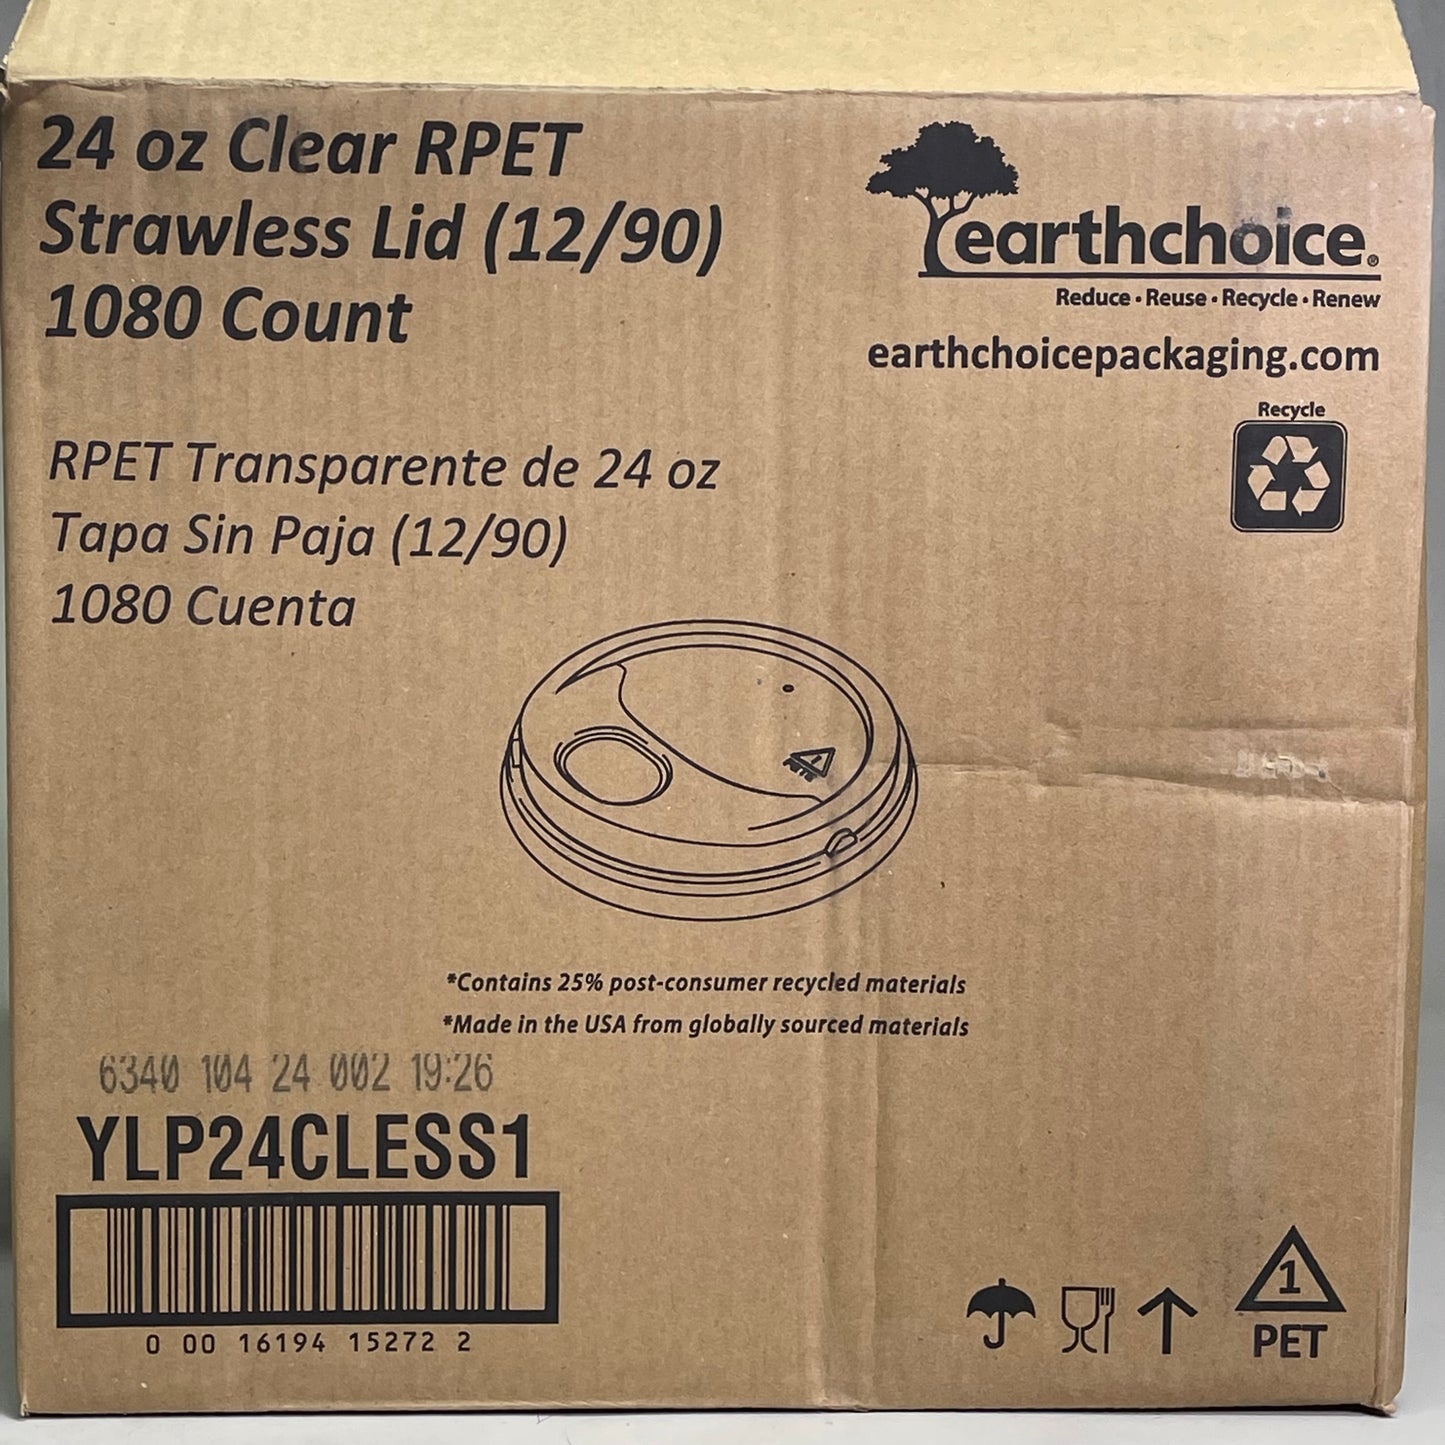 24 oz Clear RPET
Strawless Lid (12/90)
1080 Count
earthchoice®
Reduce • Reuse • Recycle • Renew
earthchoicepackaging.com
Recycle
RPET Transparente de 24 oz
Tapa Sin Paja (12/90)
1080 Cuenta
1
*Contains 25% post-consumer recycled materials
*Made in the USA from globally sourced materials
6340 104 24 002 19:26
YLP24CLESS1
0 00 16194 15272 2
1
PET